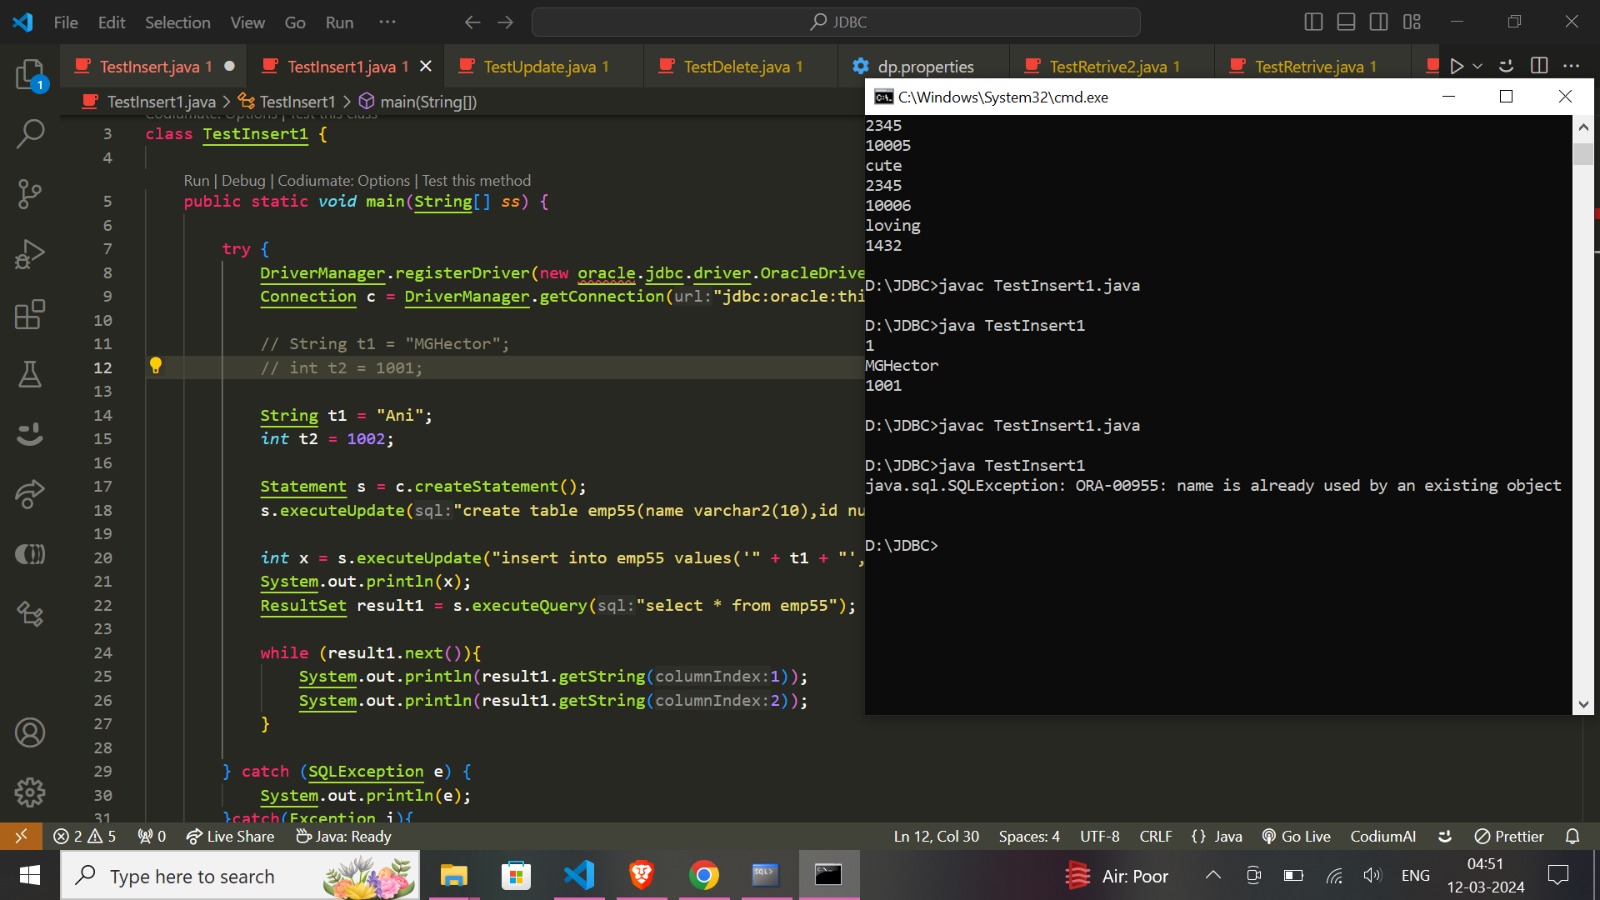 File Edit Selection View Go Run ··· JDBC
TestInsert.java 1 TestInsert1.java 1 TestUpdate.java 1 TestDelete.java 1 dp.properties TestRetrive2.java 1 TestRetrive.java 1
TestInsert1.java > TestInsert1 > main(String[])
Codiumate: Options | Test this class
3 class TestInsert1 {
4
Run | Debug | Codiumate: Options | Test this method
5 public static void main(String[] ss) {
6
7 try {
8 DriverManager.registerDriver(new oracle.jdbc.driver.OracleDrive
9 Connection c = DriverManager.getConnection(url:"jdbc:oracle:thi
10
11 // String t1 = "MGHector";
12 // int t2 = 1001;
13
14 String t1 = "Ani";
15 int t2 = 1002;
16
17 Statement s = c.createStatement();
18 s.executeUpdate(sql:"create table emp55(name varchar2(10),id nu
19
20 int x = s.executeUpdate("insert into emp55 values('" + t1 + "',
21 System.out.println(x);
22 ResultSet result1 = s.executeQuery(sql:"select * from emp55");
23
24 while (result1.next()){
25 System.out.println(result1.getString(columnIndex:1));
26 System.out.println(result1.getString(columnIndex:2));
27 }
28
29 } catch (SQLException e) {
30 System.out.println(e);
31 }catch(Exception i){
C:\Windows\System32\cmd.exe
2345
10005
cute
2345
10006
loving
1432
D:\JDBC>javac TestInsert1.java
D:\JDBC>java TestInsert1
1
MGHector
1001
D:\JDBC>javac TestInsert1.java
D:\JDBC>java TestInsert1
java.sql.SQLException: ORA-00955: name is already used by an existing object
D:\JDBC>
2 5 0 Live Share Java: Ready Ln 12, Col 30 Spaces: 4 UTF-8 CRLF {} Java Go Live CodiumAI Prettier
Type here to search Air: Poor ENG 04:51
12-03-2024